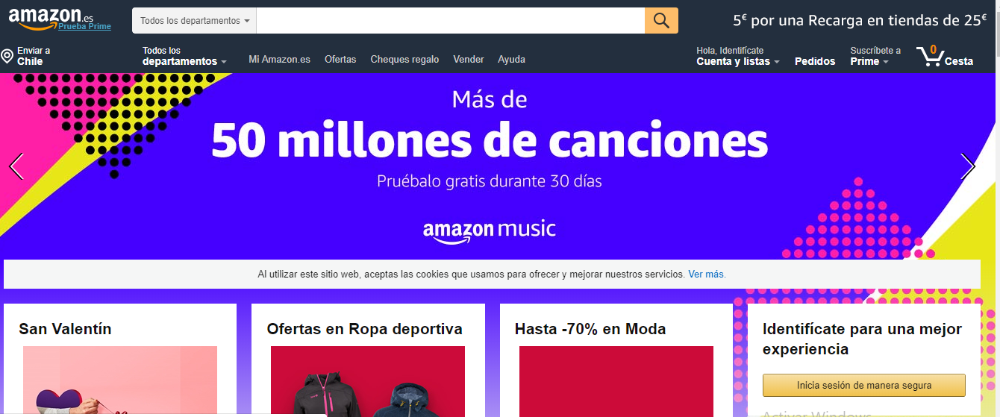 amazon.es
Prueba Prime
Todos los departamentos
5€ por una Recarga en tiendas de 25€
Enviar a
Chile
Todos los
departamentos
Mi Amazon.es
Ofertas
Cheques regalo
Vender
Ayuda
Hola, Identifícate
Cuenta y listas
Pedidos
Suscríbete a
Prime
0
Cesta
Más de
50 millones de canciones
Pruébalo gratis durante 30 días
amazon music
Al utilizar este sitio web, aceptas las cookies que usamos para ofrecer y mejorar nuestros servicios. Ver más.
San Valentín
Ofertas en Ropa deportiva
Hasta -70% en Moda
Identifícate para una mejor
experiencia
Inicia sesión de manera segura
Activar Windows